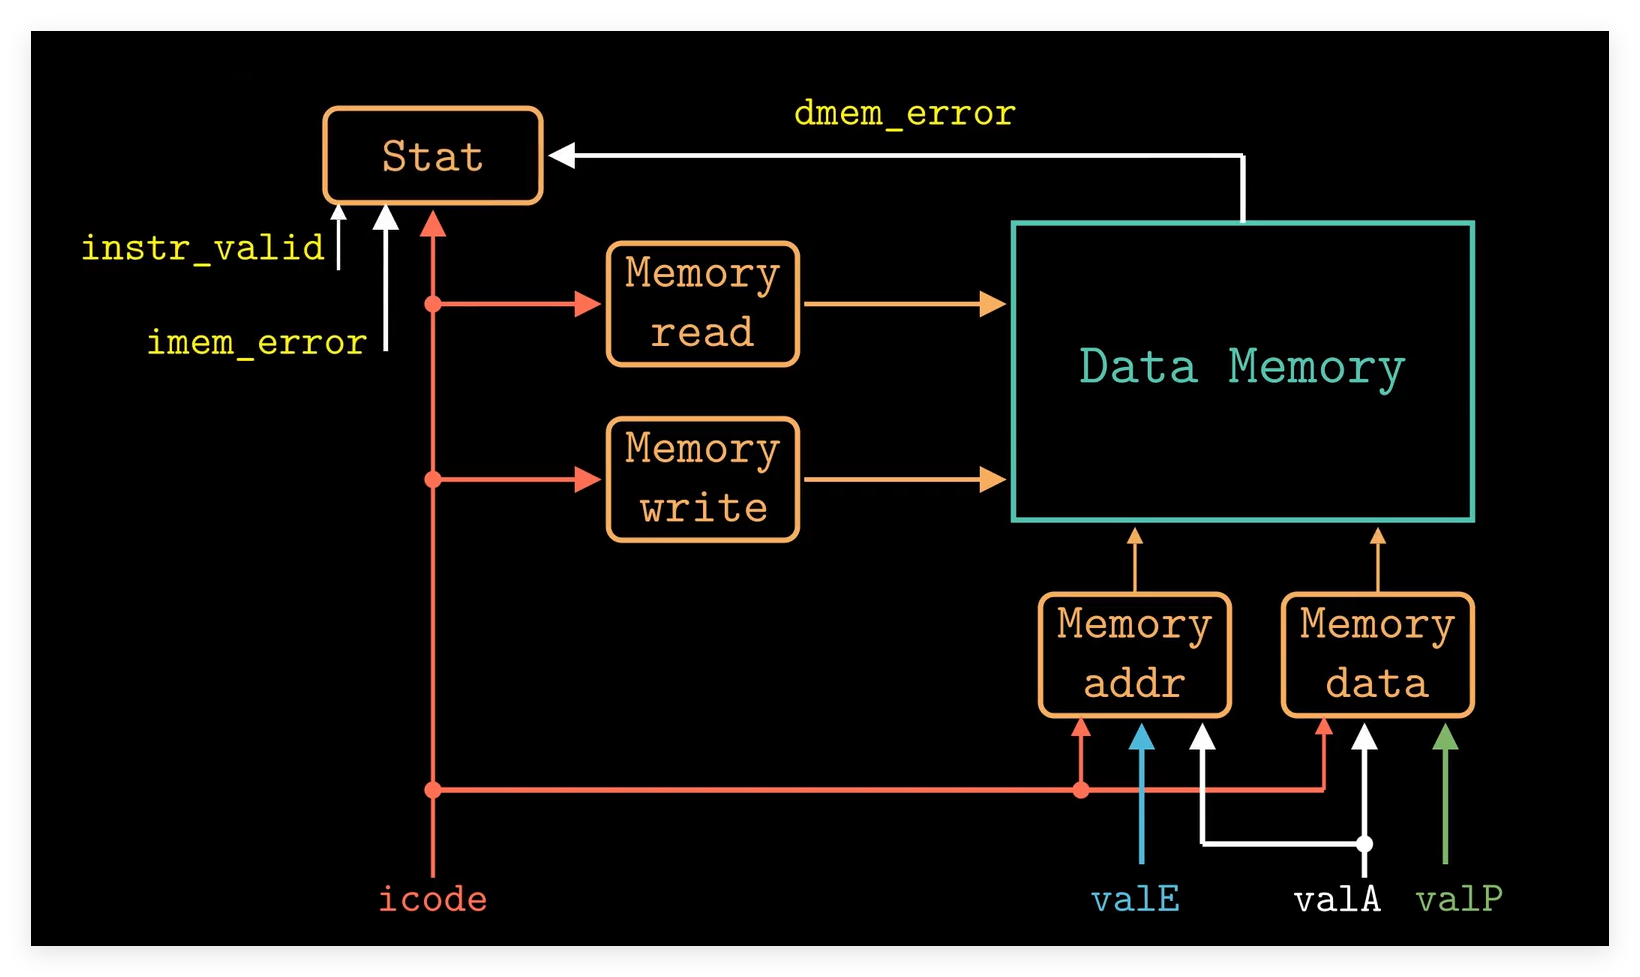 dmem_error
Stat
instr_valid
Memory
read
imem_error
Data Memory
Memory
write
Memory
addr
Memory
data
icode
valE
valA
valP